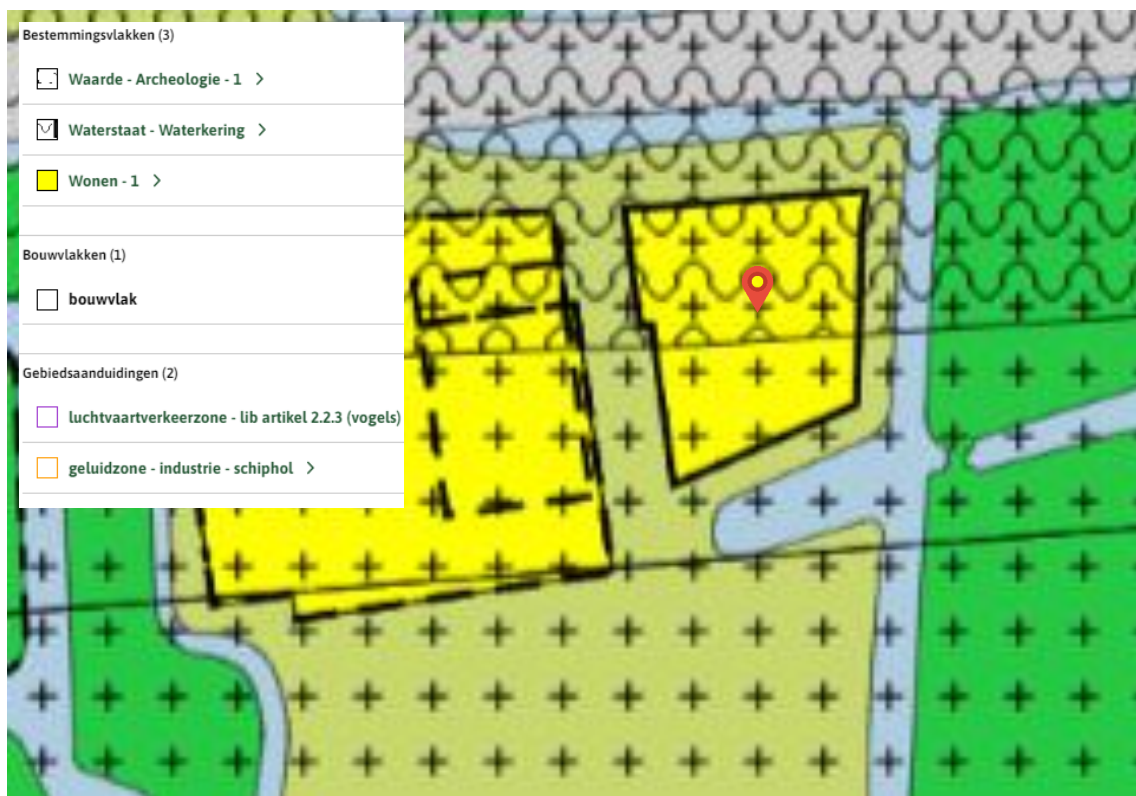 Bestemmingsvlakken (3)
Waarde - Archeologie - 1
Waterstaat - Waterkering
Wonen - 1
Bouwvlakken (1)
bouwvlak
Gebiedsaanduidingen (2)
luchtvaartverkeerzone - lib artikel 2.2.3 (vogels)
geluidzone - industrie - schiphol